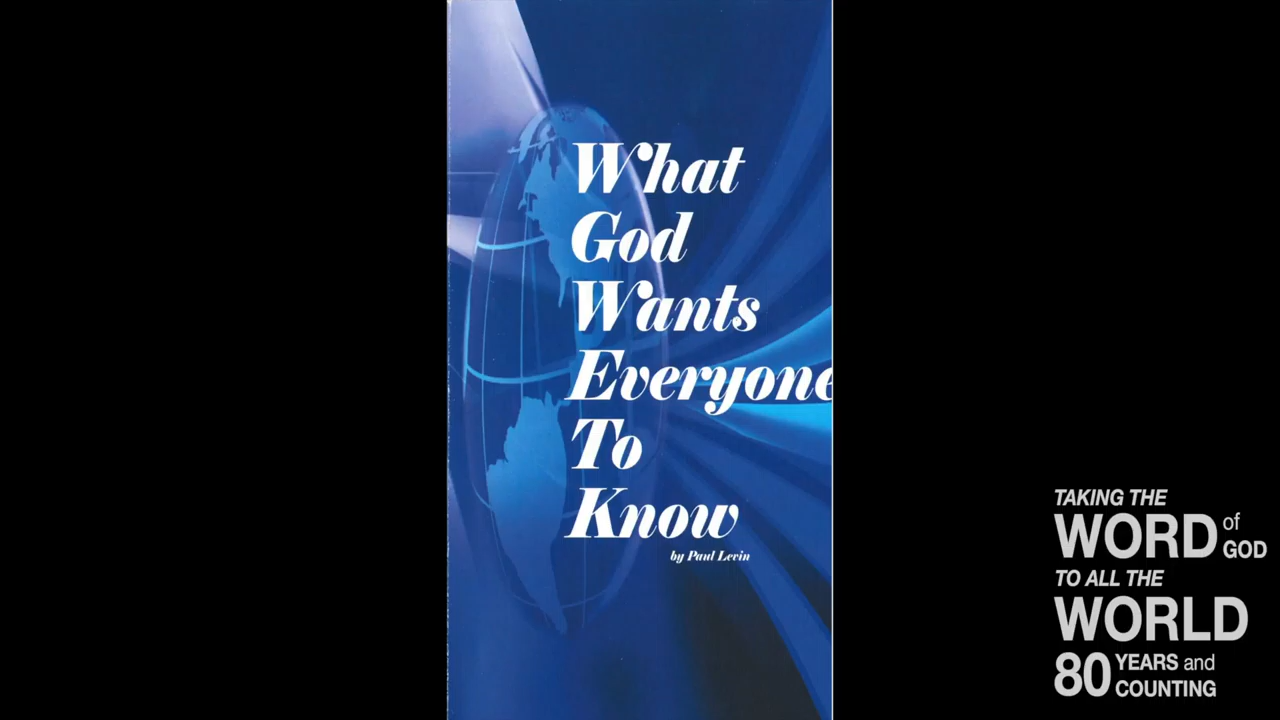 What
God
Wants
Everyone
To
Know
by Paul Levin
TAKING THE
WORD of
GOD
TO ALL THE
WORLD
80 YEARS and
COUNTING